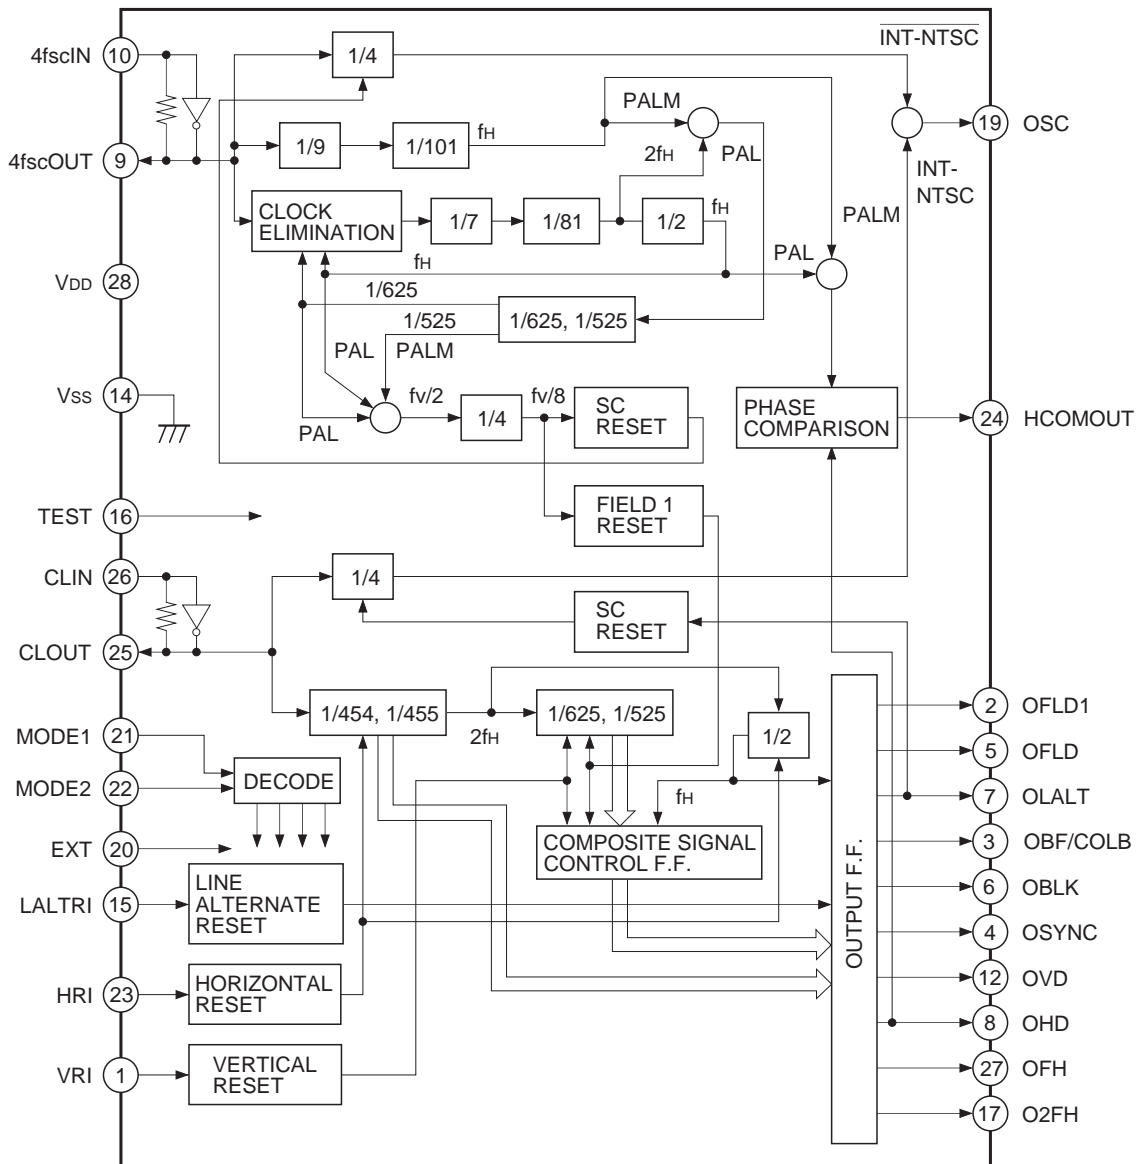 INT-NTSC
4fscIN 10
1/4
PALM
19 OSC
fH
1/9
1/101
4fscOUT 9
2fH
PAL
INT-
NTSC
CLOCK
ELIMINATION
1/7
1/81
1/2
fH
PALM
fH
PAL
VDD 28
1/625
1/525
1/625, 1/525
PAL
PALM
VSS 14
fv/2
1/4
fv/8
SC
RESET
PHASE
COMPARISON
24 HCOMOUT
PAL
TEST 16
FIELD 1
RESET
CLIN 26
1/4
SC
RESET
CLOUT 25
1/454, 1/455
2fH
1/625, 1/525
1/2
2 OFLD1
MODE1 21
5 OFLD
MODE2 22
DECODE
fH
7 OLALT
EXT 20
COMPOSITE SIGNAL
CONTROL F.F.
OUTPUT F.F.
3 OBF/COLB
LALTRI 15
LINE
ALTERNATE
RESET
6 OBLK
4 OSYNC
HRI 23
HORIZONTAL
RESET
12 OVD
8 OHD
VRI 1
VERTICAL
RESET
27 OFH
17 O2FH